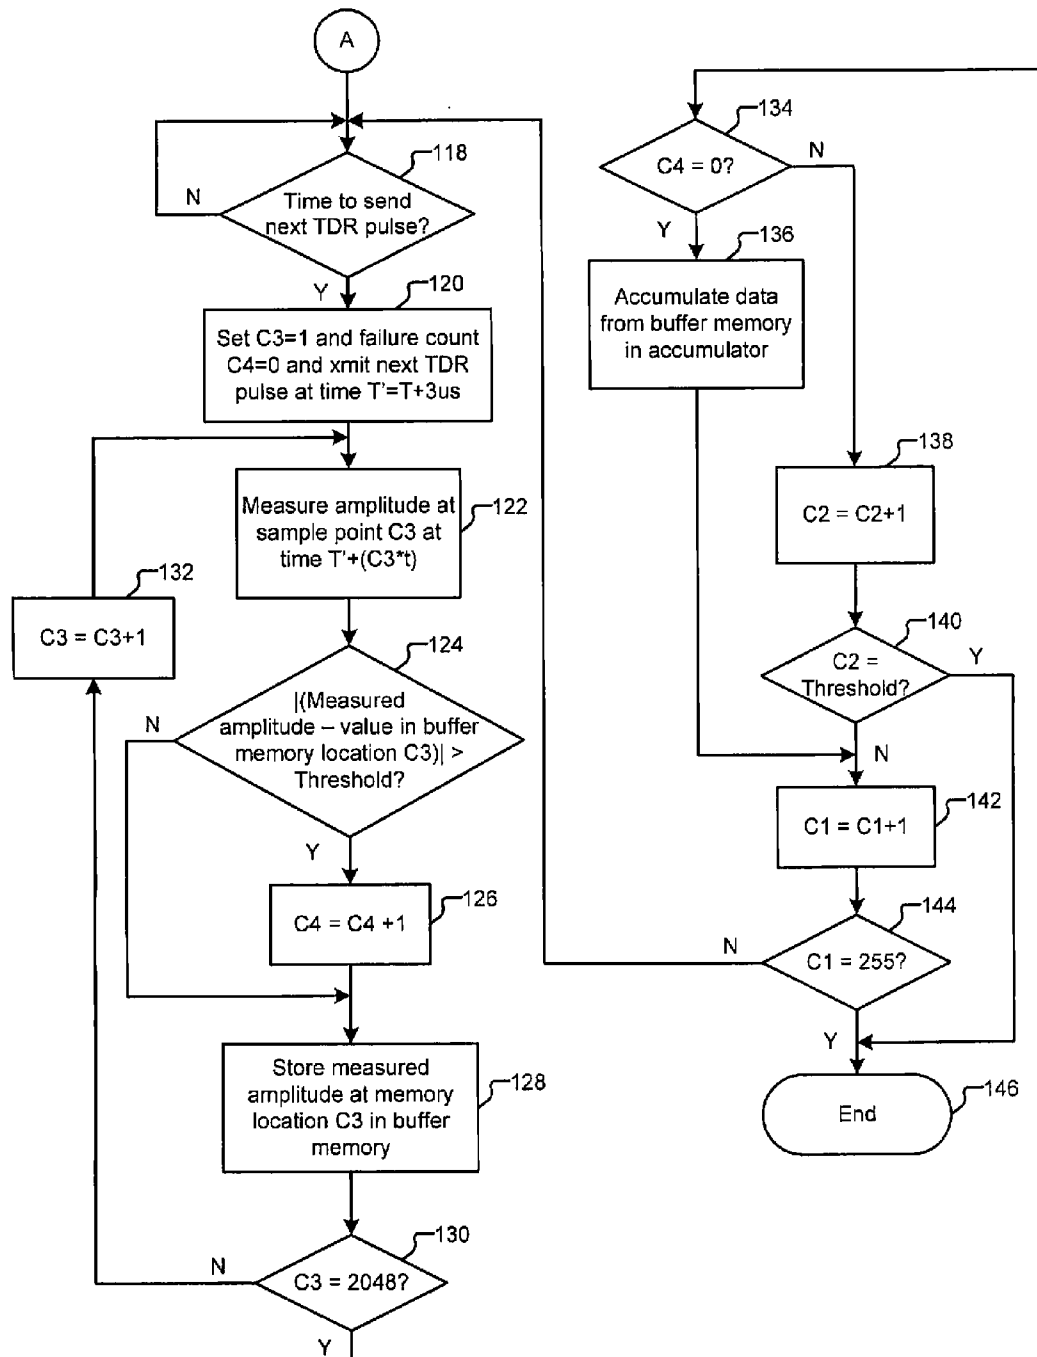 A
118
N
Time to send
next TDR pulse?
Y
120
Set C3=1 and failure count
C4=0 and xmit next TDR
pulse at time T'=T+3us
Measure amplitude at
sample point C3 at
time T'+(C3*t)
122
132
C3 = C3+1
124
N
|(Measured
amplitude – value in buffer
memory location C3)| >
Threshold?
Y
C4 = C4 +1
126
Store measured
amplitude at memory
location C3 in buffer
memory
128
130
N
C3 = 2048?
Y
134
C4 = 0?
N
Y
136
Accumulate data
from buffer memory
in accumulator
138
C2 = C2+1
140
C2 =
Threshold?
Y
N
C1 = C1+1
142
144
N
C1 = 255?
Y
End
146